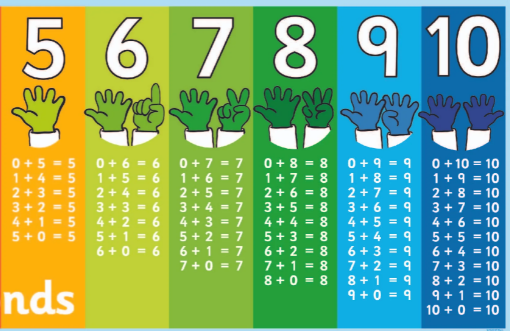 5
0 + 5 = 5
1 + 4 = 5
2 + 3 = 5
3 + 2 = 5
4 + 1 = 5
5 + 0 = 5
nds
6
0 + 6 = 6
1 + 5 = 6
2 + 4 = 6
3 + 3 = 6
4 + 2 = 6
5 + 1 = 6
6 + 0 = 6
7
0 + 7 = 7
1 + 6 = 7
2 + 5 = 7
3 + 4 = 7
4 + 3 = 7
5 + 2 = 7
6 + 1 = 7
7 + 0 = 7
8
0 + 8 = 8
1 + 7 = 8
2 + 6 = 8
3 + 5 = 8
4 + 4 = 8
5 + 3 = 8
6 + 2 = 8
7 + 1 = 8
8 + 0 = 8
9
0 + 9 = 9
1 + 8 = 9
2 + 7 = 9
3 + 6 = 9
4 + 5 = 9
5 + 4 = 9
6 + 3 = 9
7 + 2 = 9
8 + 1 = 9
9 + 0 = 9
10
0 + 10 = 10
1 + 9 = 10
2 + 8 = 10
3 + 7 = 10
4 + 6 = 10
5 + 5 = 10
6 + 4 = 10
7 + 3 = 10
8 + 2 = 10
9 + 1 = 10
10 + 0 = 10